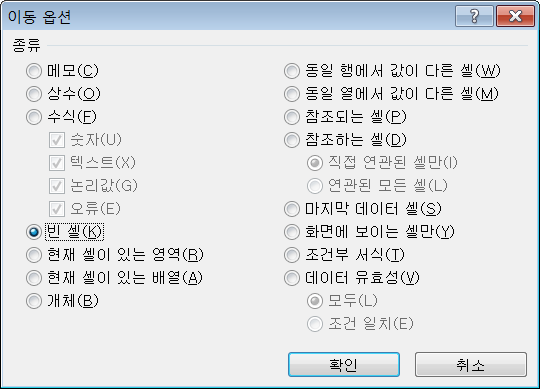 이동 옵션
종류
메모(C)
상수(O)
수식(F)
숫자(U)
텍스트(X)
논리값(G)
오류(E)
빈 셀(K)
현재 셀이 있는 영역(R)
현재 셀이 있는 배열(A)
개체(B)
동일 행에서 값이 다른 셀(W)
동일 열에서 값이 다른 셀(M)
참조되는 셀(P)
참조하는 셀(D)
직접 연관된 셀만(I)
연관된 모든 셀(L)
마지막 데이터 셀(S)
화면에 보이는 셀만(Y)
조건부 서식(T)
데이터 유효성(V)
모두(L)
조건 일치(E)
확인
취소